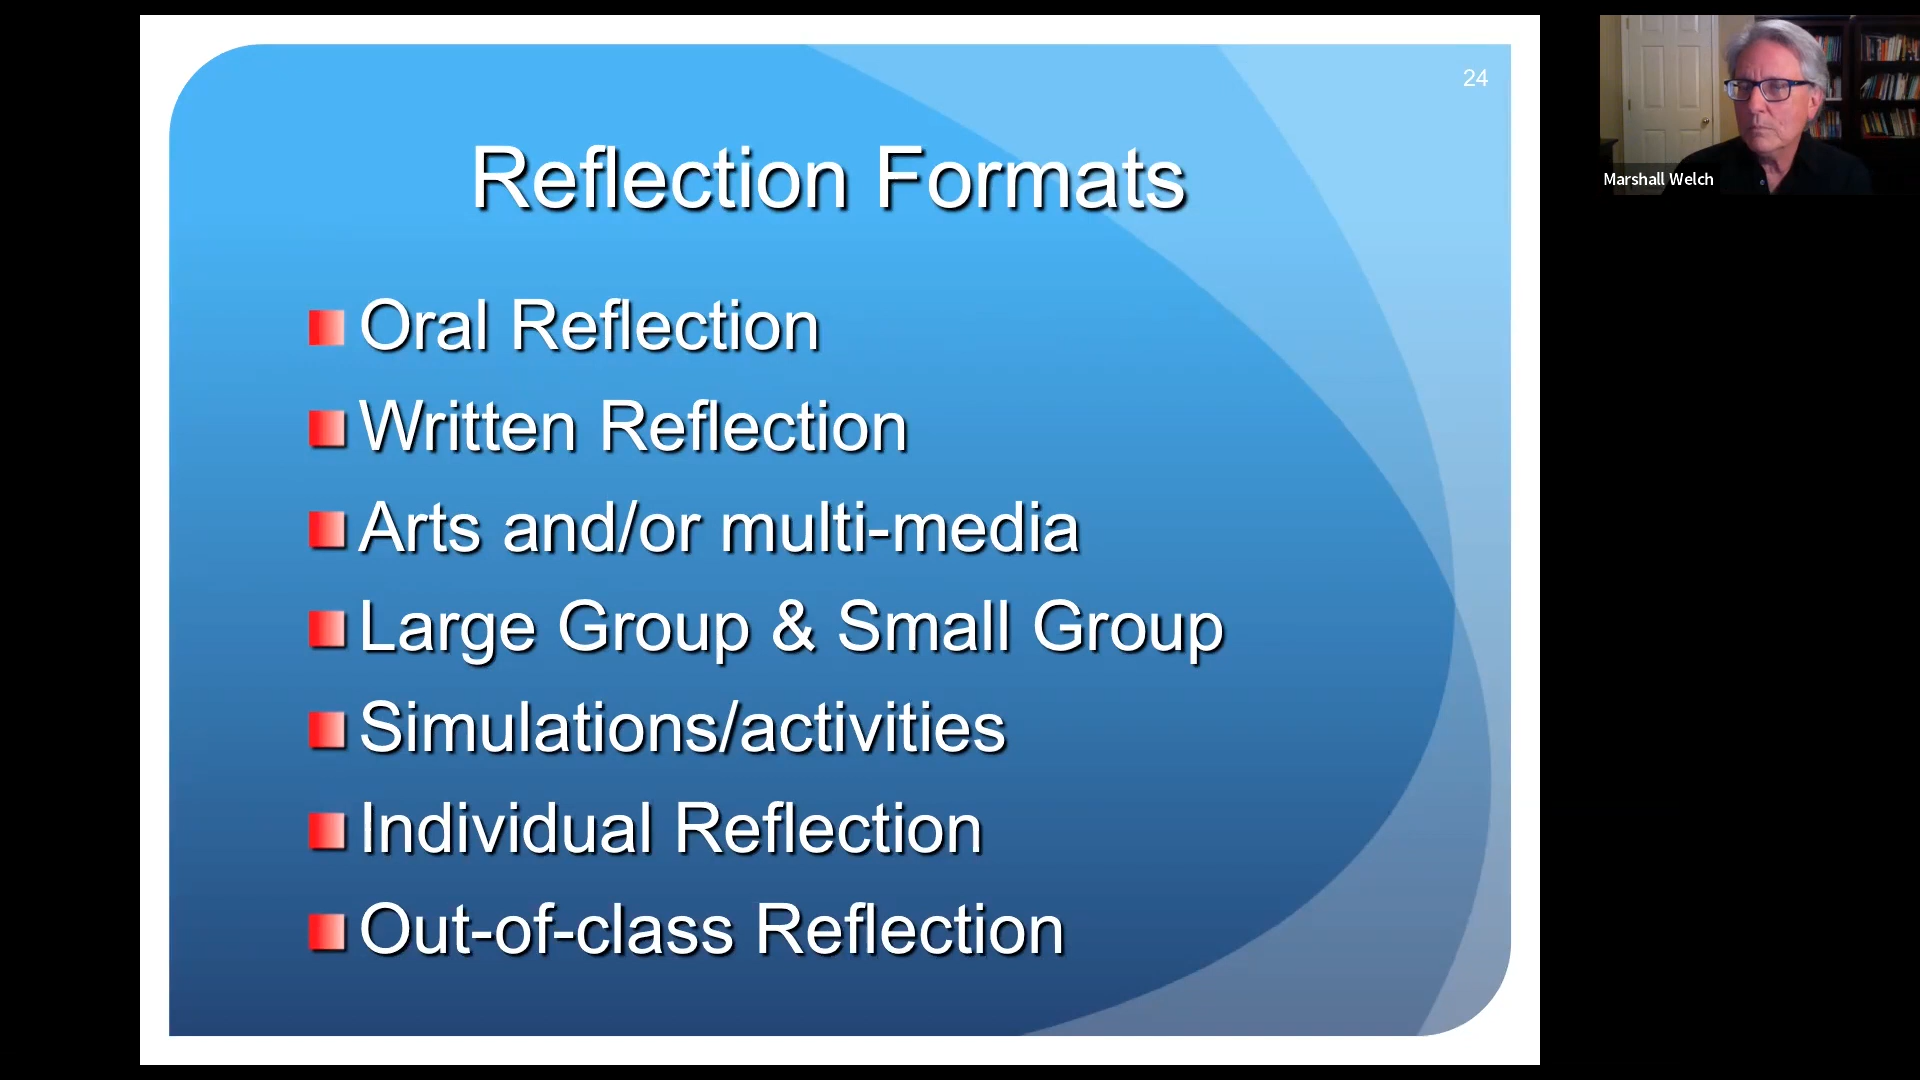 24
Reflection Formats
Oral Reflection
Written Reflection
Arts and/or multi-media
Large Group & Small Group
Simulations/activities
Individual Reflection
Out-of-class Reflection
Marshall Welch